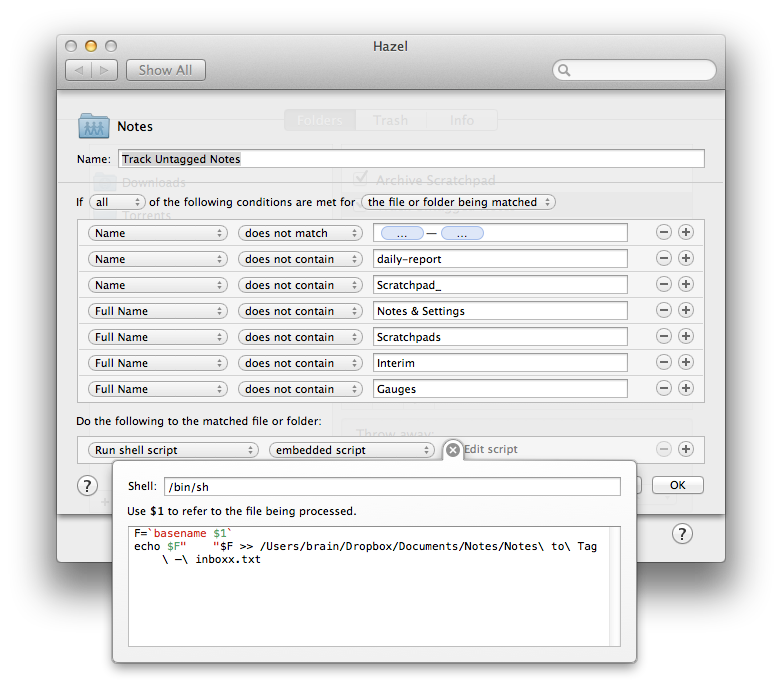 Hazel
Show All
Folders Trash Info
Notes
Name: Track Untagged Notes
Downloads
Archive Scratchpad
If all of the following conditions are met for the file or folder being matched
Torrents
Name does not match ... — ...
Name does not contain daily-report
Name does not contain Scratchpad_
Full Name does not contain Notes & Settings
Full Name does not contain Scratchpads
Full Name does not contain Interim
Full Name does not contain Gauges
Do the following to the matched file or folder:
Throw away:
Run shell script embedded script Edit script
? OK
Shell: /bin/sh
Use $1 to refer to the file being processed.
?
F=`basename $1`
echo $F"    "$F >> /Users/brain/Dropbox/Documents/Notes/Notes\ to\ Tag
\ —\ inboxx.txt